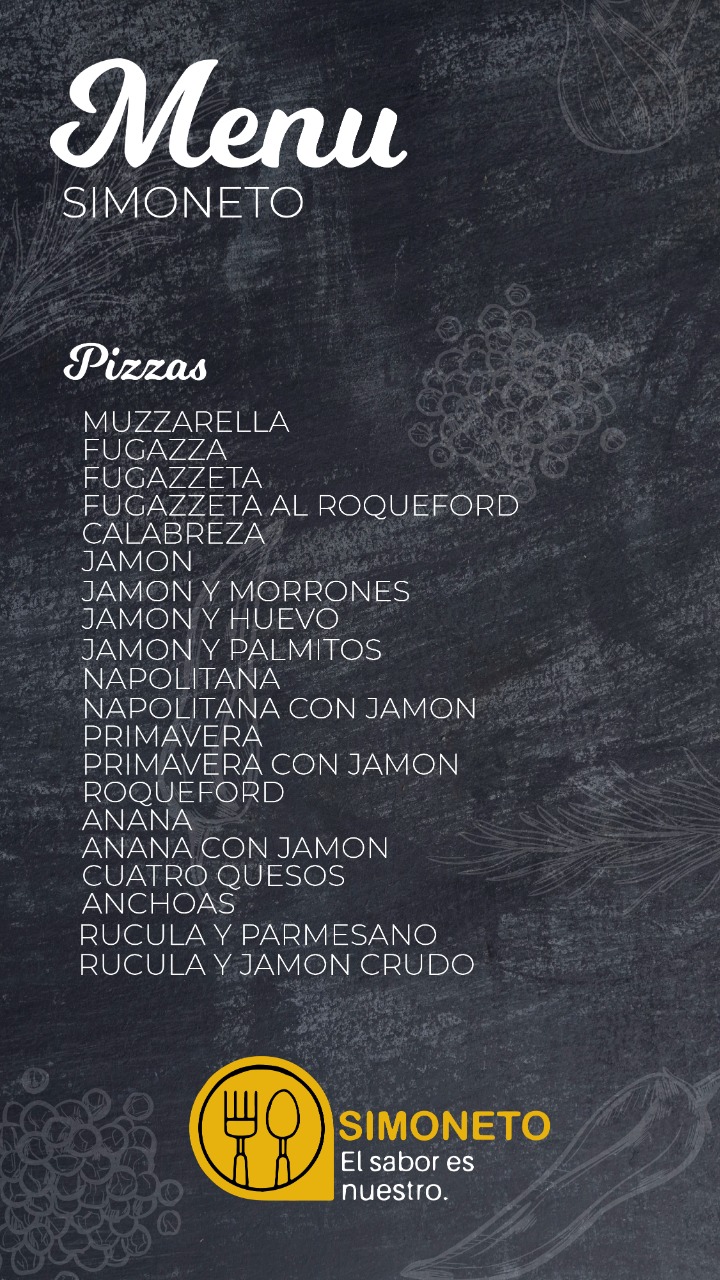 Menu
SIMONETO
Pizzas
MUZZARELLA
FUGAZZA
FUGAZZETA
FUGAZZETA AL ROQUEFORD
CALABREZA
JAMON
JAMON Y MORRONES
JAMON Y HUEVO
JAMON Y PALMITOS
NAPOLITANA
NAPOLITANA CON JAMON
PRIMAVERA
PRIMAVERA CON JAMON
ROQUEFORD
ANANA
ANANA CON JAMON
CUATRO QUESOS
ANCHOAS
RUCULA Y PARMESANO
RUCULA Y JAMON CRUDO
SIMONETO
El sabor es
nuestro.